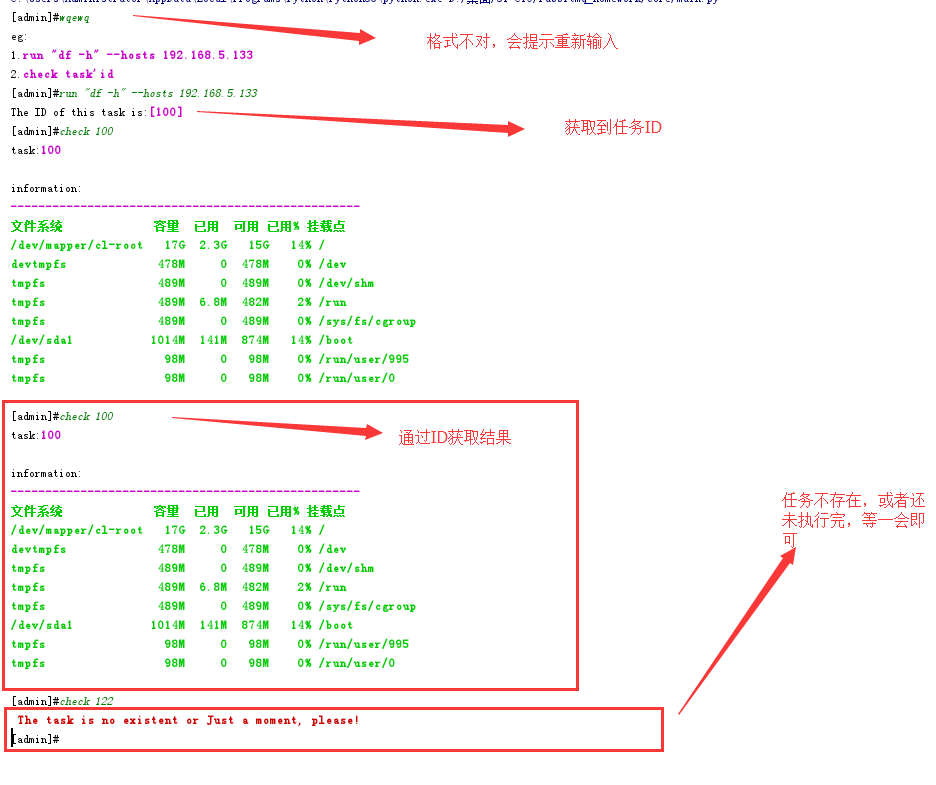 [admin]#wqewq
格式不对，会提示重新输入
eg:
1.run "df -h" --hosts 192.168.5.133
2.check task'id
[admin]#run "df -h" --hosts 192.168.5.133
The ID of this task is:[100]
获取到任务ID
[admin]#check 100
task:100
information:
---------------------------------------------------
文件系统 容量 已用 可用 已用% 挂载点
/dev/mapper/cl-root 17G 2.3G 15G 14% /
devtmpfs 478M 0 478M 0% /dev
tmpfs 489M 0 489M 0% /dev/shm
tmpfs 489M 6.8M 482M 2% /run
tmpfs 489M 0 489M 0% /sys/fs/cgroup
/dev/sda1 1014M 141M 874M 14% /boot
tmpfs 98M 0 98M 0% /run/user/995
tmpfs 98M 0 98M 0% /run/user/0
[admin]#check 100
task:100
通过ID获取结果
information:
---------------------------------------------------
文件系统 容量 已用 可用 已用% 挂载点
/dev/mapper/cl-root 17G 2.3G 15G 14% /
devtmpfs 478M 0 478M 0% /dev
tmpfs 489M 0 489M 0% /dev/shm
tmpfs 489M 6.8M 482M 2% /run
tmpfs 489M 0 489M 0% /sys/fs/cgroup
/dev/sda1 1014M 141M 874M 14% /boot
tmpfs 98M 0 98M 0% /run/user/995
tmpfs 98M 0 98M 0% /run/user/0
任务不存在，或者还
未执行完，等一会即
可
[admin]#check 122
The task is no existent or Just a moment, please!
[admin]#